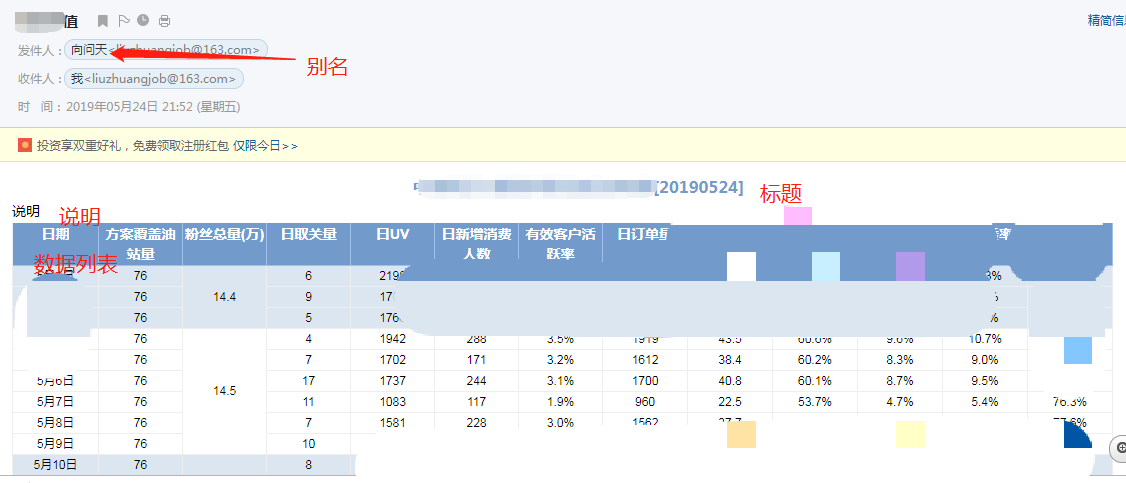 值
精简信息
发件人：向问天<liuzhuangjob@163.com>
别名
收件人：我<liuzhuangjob@163.com>
时 间：2019年05月24日 21:52 (星期五)
投资享双重好礼，免费领取注册红包 仅限今日>>
[20190524] 标题
说明 说明
日期 方案覆盖油站量 粉丝总量(万) 日取关量 日UV 日新增消费人数 有效客户活跃率 日订单 率
数据列表
76 6
76 14.4 9
76 5
76 4 1942 288 3.5% 1919 43.5 60.6% 9.6% 10.7%
76 7 1702 171 3.2% 1612 38.4 60.2% 8.3% 9.0%
5月6日 76 17 1737 244 3.1% 1700 40.8 60.1% 8.7% 9.5%
14.5
5月7日 76 11 1083 117 1.9% 960 22.5 53.7% 4.7% 5.4% 76.3%
5月8日 76 7 1581 228 3.0% 1562 77.6%
5月9日 76 10
5月10日 76 8